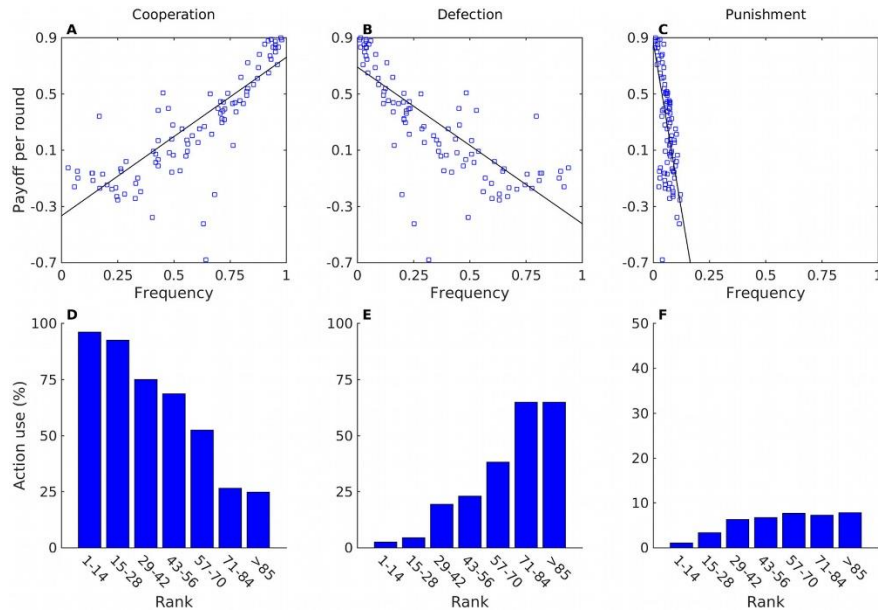 Cooperation
Defection
Punishment
A
B
C
Payoff per round
0.9
0.5
0.1
-0.3
-0.7
0 0.25 0.5 0.75 1
Frequency
0.9
0.5
0.1
-0.3
-0.7
0 0.25 0.5 0.75 1
Frequency
0.9
0.5
0.1
-0.3
-0.7
0 0.25 0.5 0.75 1
Frequency
D
E
F
Action use (%)
100
75
50
25
0
1-14 15-28 29-42 43-56 57-70 71-84 >85
Rank
100
75
50
25
0
1-14 15-28 29-42 43-56 57-70 71-84 >85
Rank
50
40
30
20
10
0
1-14 15-28 29-42 43-56 57-70 71-84 >85
Rank